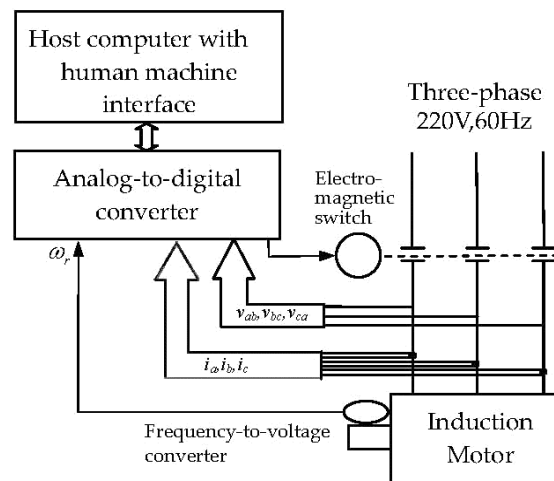 Host computer with
human machine
interface
Three-phase
220V,60Hz
Analog-to-digital
converter
Electro-
magnetic
switch
ω_r
v_ab,v_bc,v_ca
i_a,i_b,i_c
Frequency-to-voltage
converter
Induction
Motor